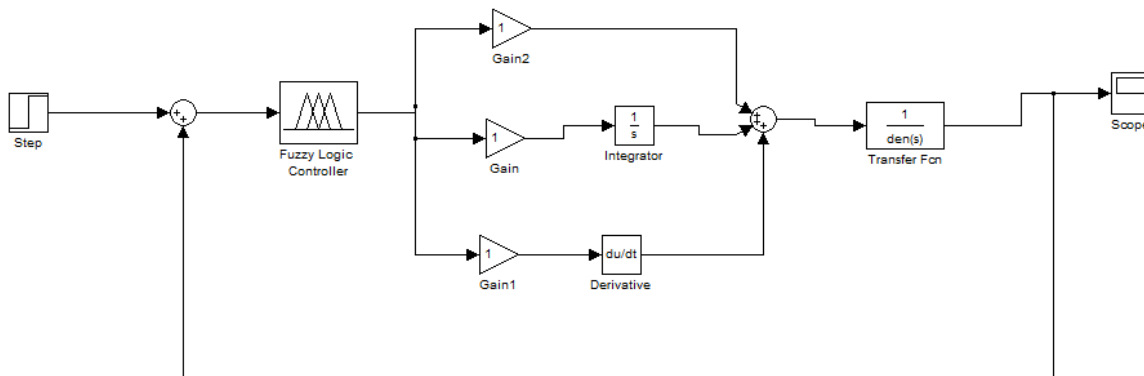 1
Gain2
Step
+
+
Fuzzy Logic
Controller
1
Gain
1
s
Integrator
+
+
+
1
den(s)
Transfer Fcn
Scope
1
Gain1
du/dt
Derivative